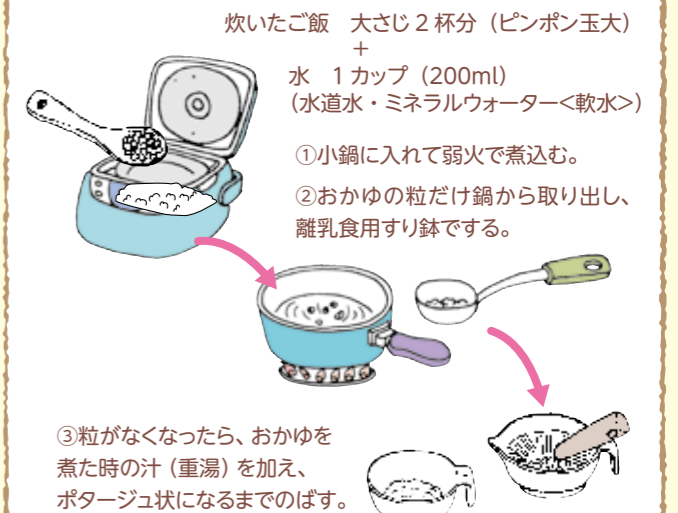 炊いたご飯　大さじ２杯分（ピンポン玉大）
＋
水　１カップ（200ml）
（水道水・ミネラルウォーター<軟水>）
①小鍋に入れて弱火で煮込む。
②おかゆの粒だけ鍋から取り出し、
離乳食用すり鉢でする。
③粒がなくなったら、おかゆを
煮た時の汁（重湯）を加え、
ポタージュ状になるまでのばす。